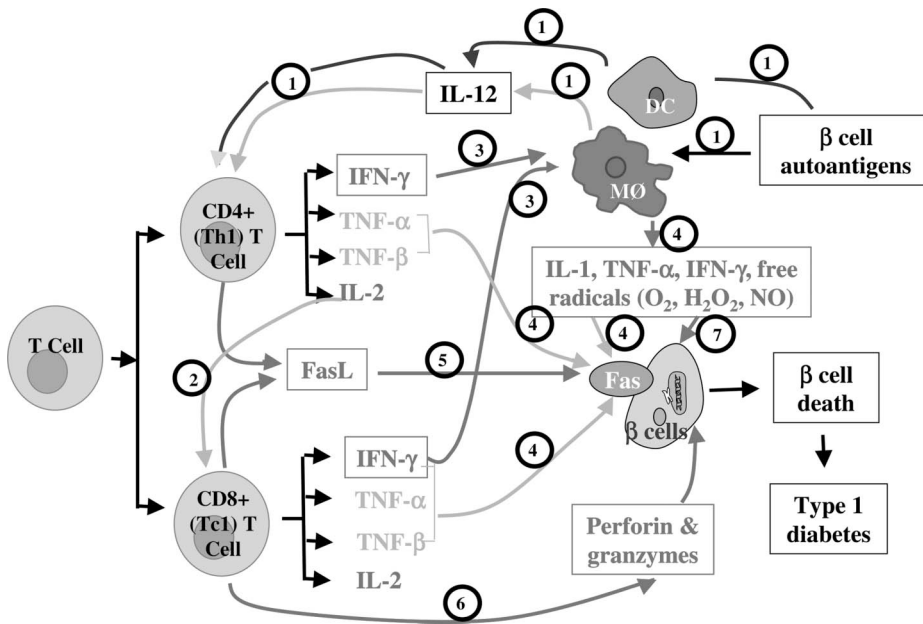 1
1
1
1
IL-12
DC
1
β cell
autoantigens
3
IFN-γ
MØ
CD4+
(Th1) T
Cell
TNF-α
TNF-β
IL-2
3
4
IL-1, TNF-α, IFN-γ, free
radicals (O₂, H₂O₂, NO)
4
4
7
T Cell
2
FasL
5
Fas
β cells
β cell
death
IFN-γ
4
CD8+
(Tc1) T
Cell
TNF-α
TNF-β
IL-2
Perforin &
granzymes
Type 1
diabetes
6